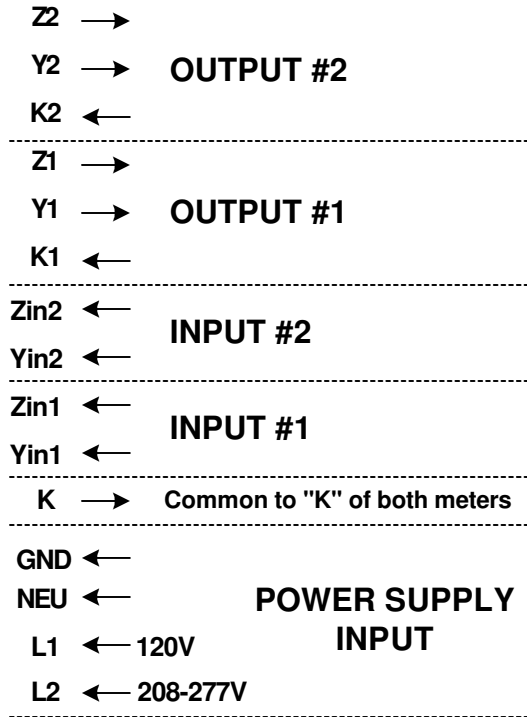 Z2
Y2 OUTPUT #2
K2
Z1
Y1 OUTPUT #1
K1
Zin2
INPUT #2
Yin2
Zin1
INPUT #1
Yin1
K Common to "K" of both meters
GND
NEU POWER SUPPLY
L1 120V INPUT
L2 208-277V